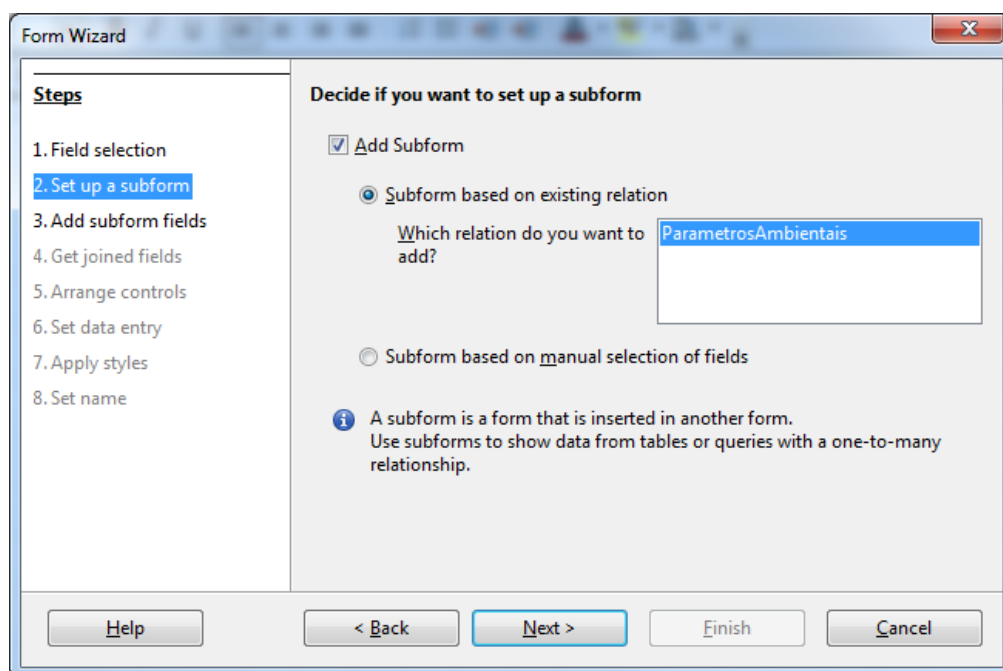 Form Wizard
Steps
1. Field selection
2. Set up a subform
3. Add subform fields
4. Get joined fields
5. Arrange controls
6. Set data entry
7. Apply styles
8. Set name
Decide if you want to set up a subform
Add Subform
Subform based on existing relation
Which relation do you want to
add?
ParametrosAmbientais
Subform based on manual selection of fields
A subform is a form that is inserted in another form.
Use subforms to show data from tables or queries with a one-to-many
relationship.
Help
< Back
Next >
Finish
Cancel